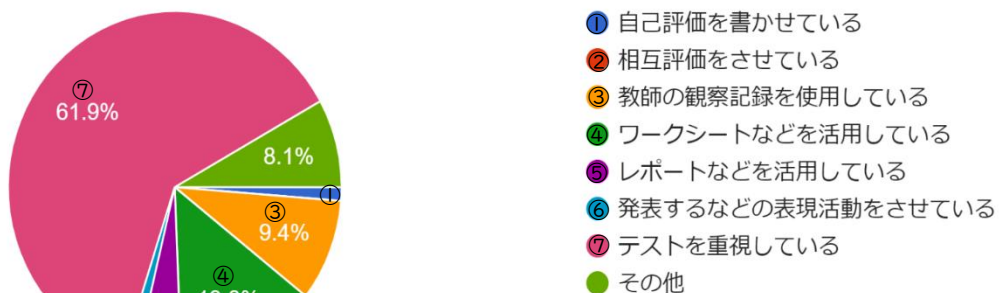 ① 自己評価を書かせている
② 相互評価をさせている
③ 教師の観察記録を使用している
④ ワークシートなどを活用している
⑤ レポートなどを活用している
⑥ 発表するなどの表現活動をさせている
⑦ テストを重視している
その他
⑦
61.9%
8.1%
①
③
9.4%
④